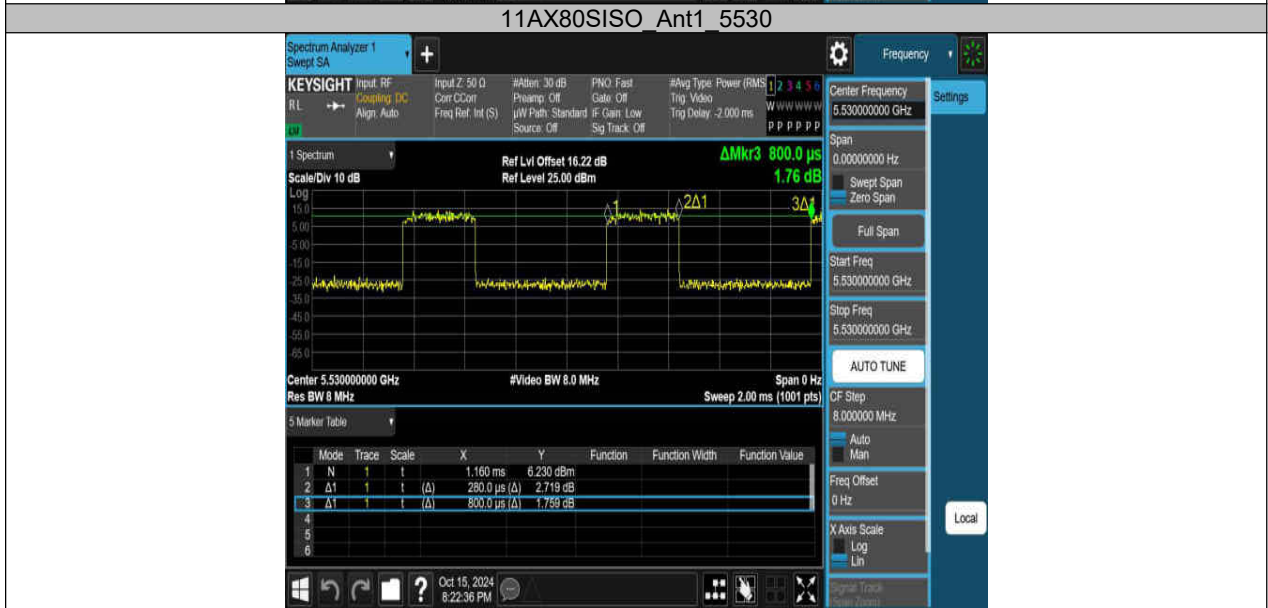 11AX80SISO_Ant1_5530
Spectrum Analyzer 1
Swept SA
+
Frequency
KEYSIGHT
RL
LXI
Input: RF
Coupling: DC
Align: Auto
Input Z: 50 Ω
Corr CCorr
Freq Ref: Int (S)
#Atten: 30 dB
Preamp: Off
µW Path: Standard
Source: Off
PNO: Fast
Gate: Off
IF Gain: Low
Sig Track: Off
#Avg Type: Power (RMS
Trig: Video
Trig Delay: -2.000 ms
1 2 3 4 5 6
W W W W W W
P P P P P P
1 Spectrum
Scale/Div 10 dB
Ref Lvl Offset 16.22 dB
Ref Level 25.00 dBm
ΔMkr3 800.0 µs
1.76 dB
Log
15.0
5.00
-5.00
-15.0
-25.0
-35.0
-45.0
-55.0
-65.0
1
2Δ1
3Δ1
Center 5.530000000 GHz
#Video BW 8.0 MHz
Span 0 Hz
Res BW 8 MHz
Sweep 2.00 ms (1001 pts)
5 Marker Table
Mode Trace Scale X Y Function Function Width Function Value
1 N 1 t 1.160 ms 6.230 dBm
2 Δ1 1 t (Δ) 280.0 µs (Δ) 2.719 dB
3 Δ1 1 t (Δ) 800.0 µs (Δ) 1.759 dB
4
5
6
?
Oct 15, 2024
8:22:36 PM
Center Frequency
5.530000000 GHz
Settings
Span
0.00000000 Hz
Swept Span
Zero Span
Full Span
Start Freq
5.530000000 GHz
Stop Freq
5.530000000 GHz
AUTO TUNE
CF Step
8.000000 MHz
Auto
Man
Freq Offset
0 Hz
X Axis Scale
Log
Lin
Local
Signal Track
(Span Zoom)